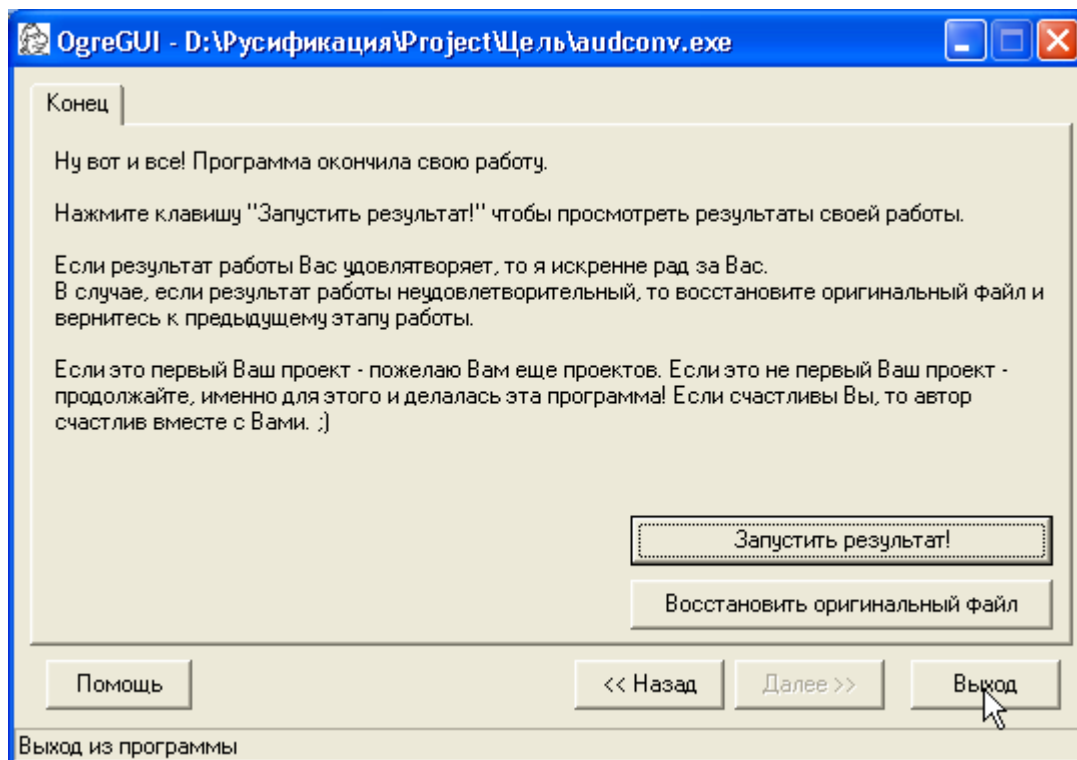 OgreGUI - D:\Русификация\Project\Цель\audconv.exe
Конец
Ну вот и все! Программа окончила свою работу.
Нажмите клавишу "Запустить результат!" чтобы просмотреть результаты своей работы.
Если результат работы Вас удовлятворяет, то я искренне рад за Вас.
В случае, если результат работы неудовлетворительный, то восстановите оригинальный файл и
вернитесь к предыдущему этапу работы.
Если это первый Ваш проект - пожелаю Вам еще проектов. Если это не первый Ваш проект -
продолжайте, именно для этого и делалась эта программа! Если счастливы Вы, то автор
счастлив вместе с Вами. ;)
Запустить результат!
Восстановить оригинальный файл
Помощь
<< Назад
Далее >>
Выход
Выход из программы